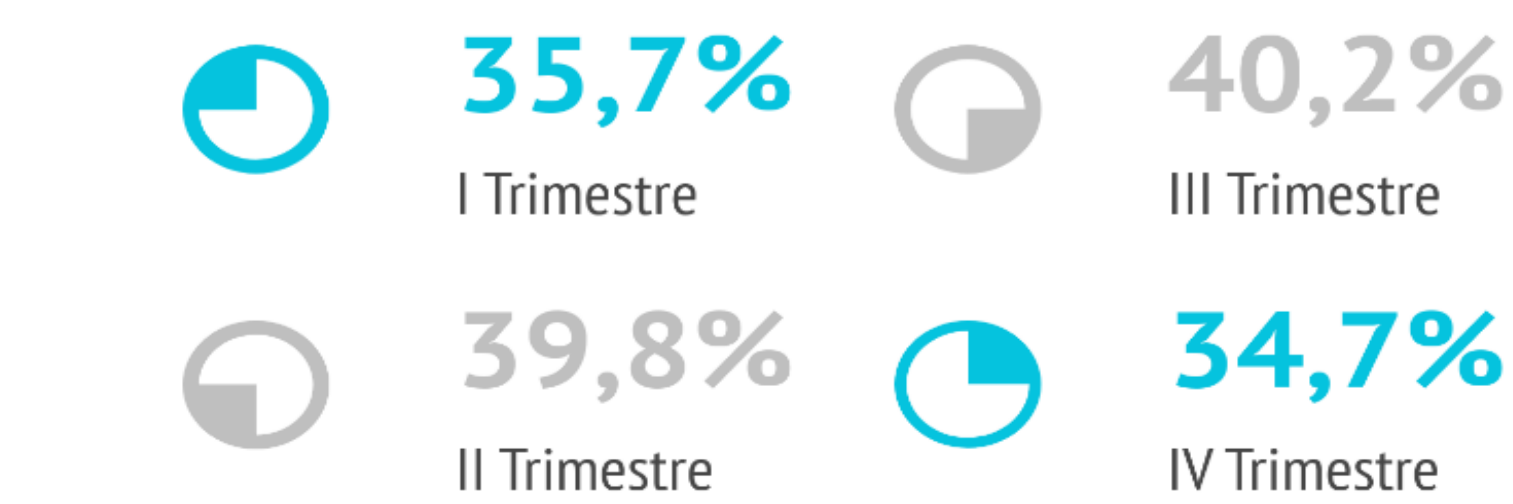 35,7%
I Trimestre
39,8%
II Trimestre
40,2%
III Trimestre
34,7%
IV Trimestre